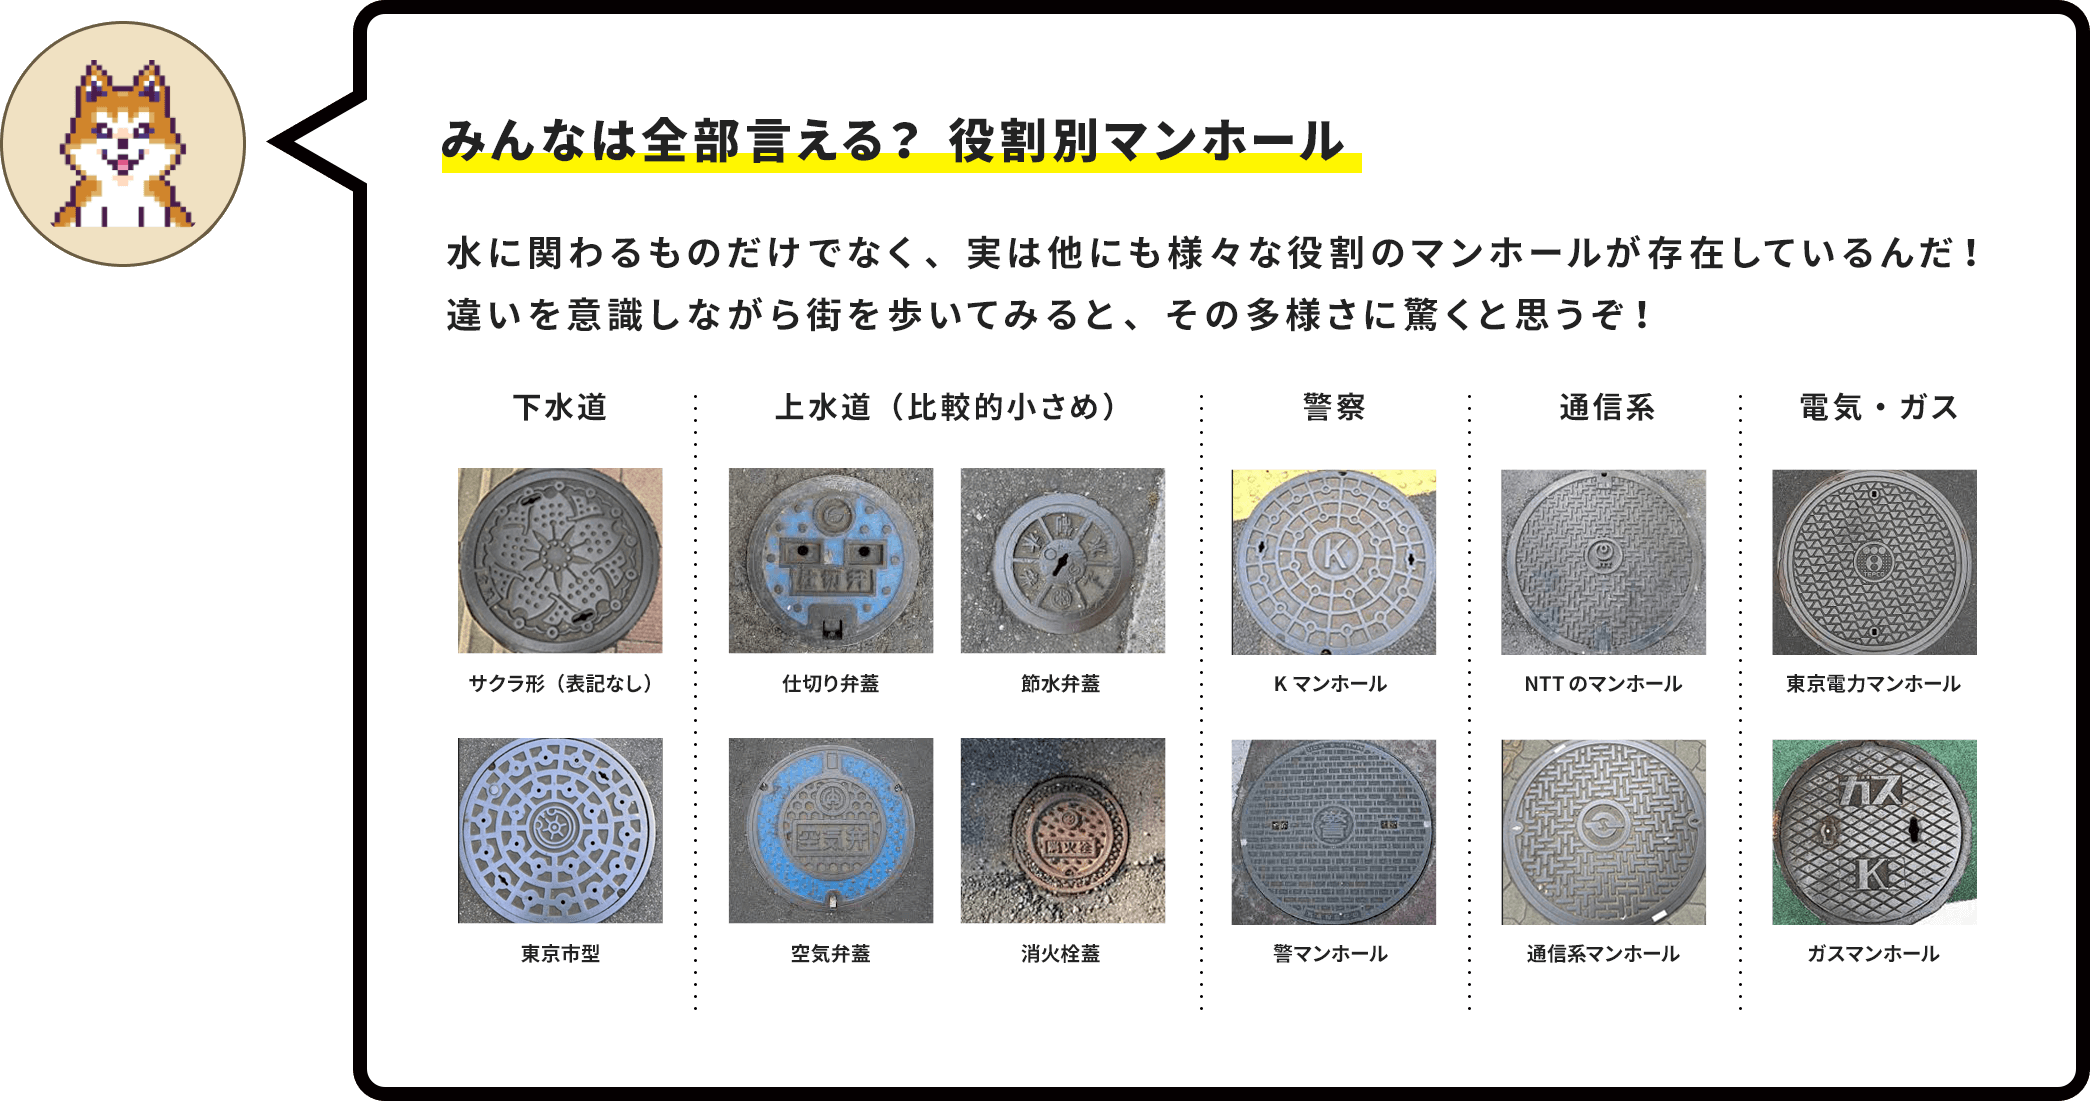 みんなは全部言える？ 役割別マンホール
水に関わるものだけでなく、実は他にも様々な役割のマンホールが存在しているんだ！
違いを意識しながら街を歩いてみると、その多様さに驚くと思うぞ！
下水道
上水道（比較的小さめ）
警察
通信系
電気・ガス
仕切弁
K
サクラ形（表記なし）
仕切り弁蓋
節水弁蓋
K マンホール
NTT のマンホール
東京電力マンホール
空気弁
消火栓
警
ガス
K
東京市型
空気弁蓋
消火栓蓋
警マンホール
通信系マンホール
ガスマンホール